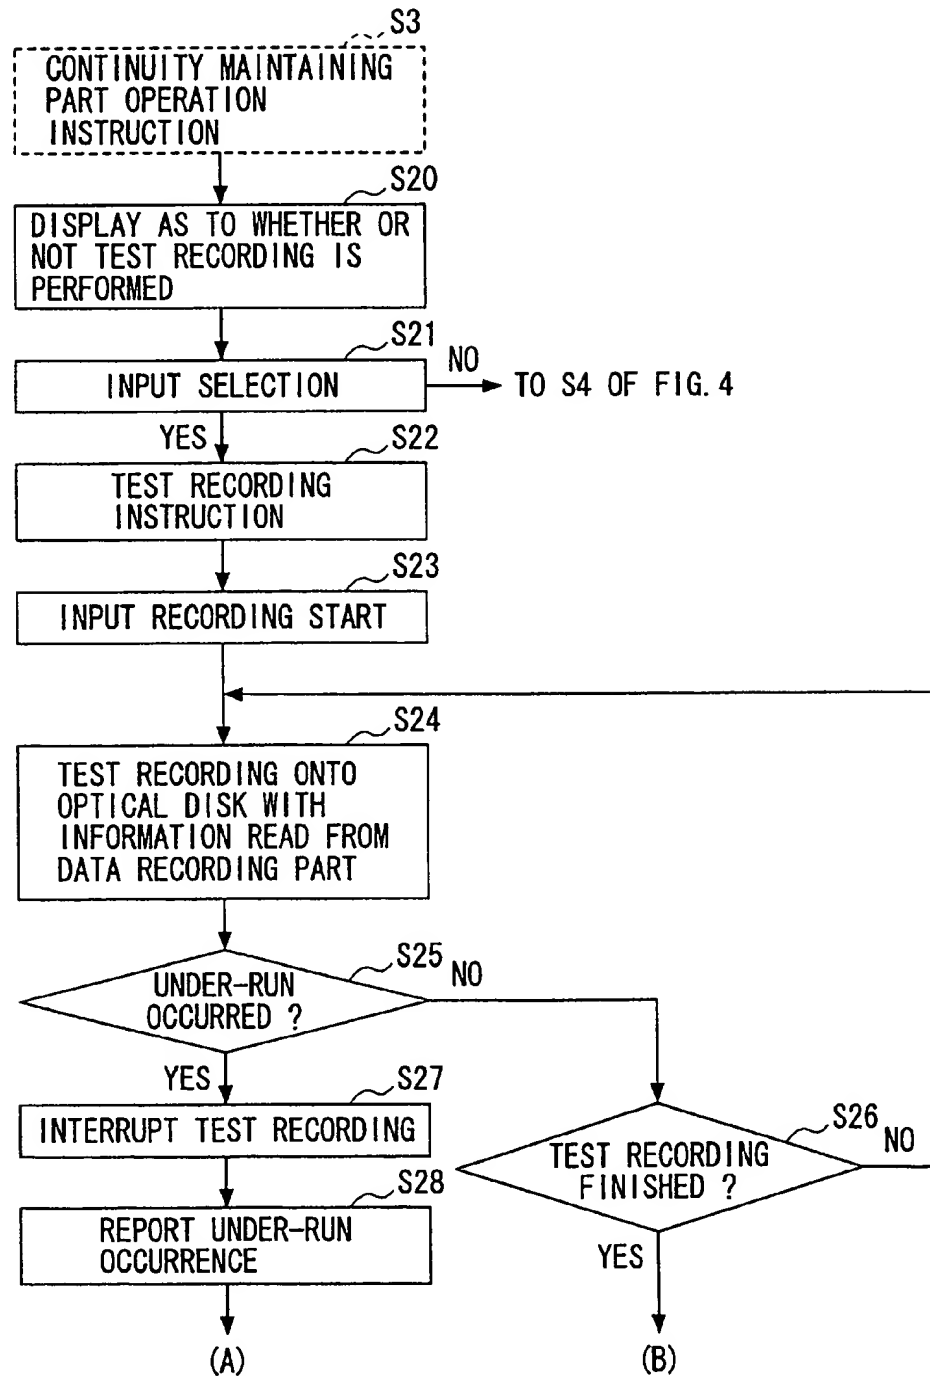 S3
CONTINUITY MAINTAINING
PART OPERATION
INSTRUCTION
S20
DISPLAY AS TO WHETHER OR
NOT TEST RECORDING IS
PERFORMED
S21
INPUT SELECTION
NO
TO S4 OF FIG. 4
YES
S22
TEST RECORDING
INSTRUCTION
S23
INPUT RECORDING START
S24
TEST RECORDING ONTO
OPTICAL DISK WITH
INFORMATION READ FROM
DATA RECORDING PART
S25
UNDER-RUN
OCCURRED ?
NO
YES
S27
INTERRUPT TEST RECORDING
S26
TEST RECORDING
FINISHED ?
NO
S28
REPORT UNDER-RUN
OCCURRENCE
YES
(A)
(B)